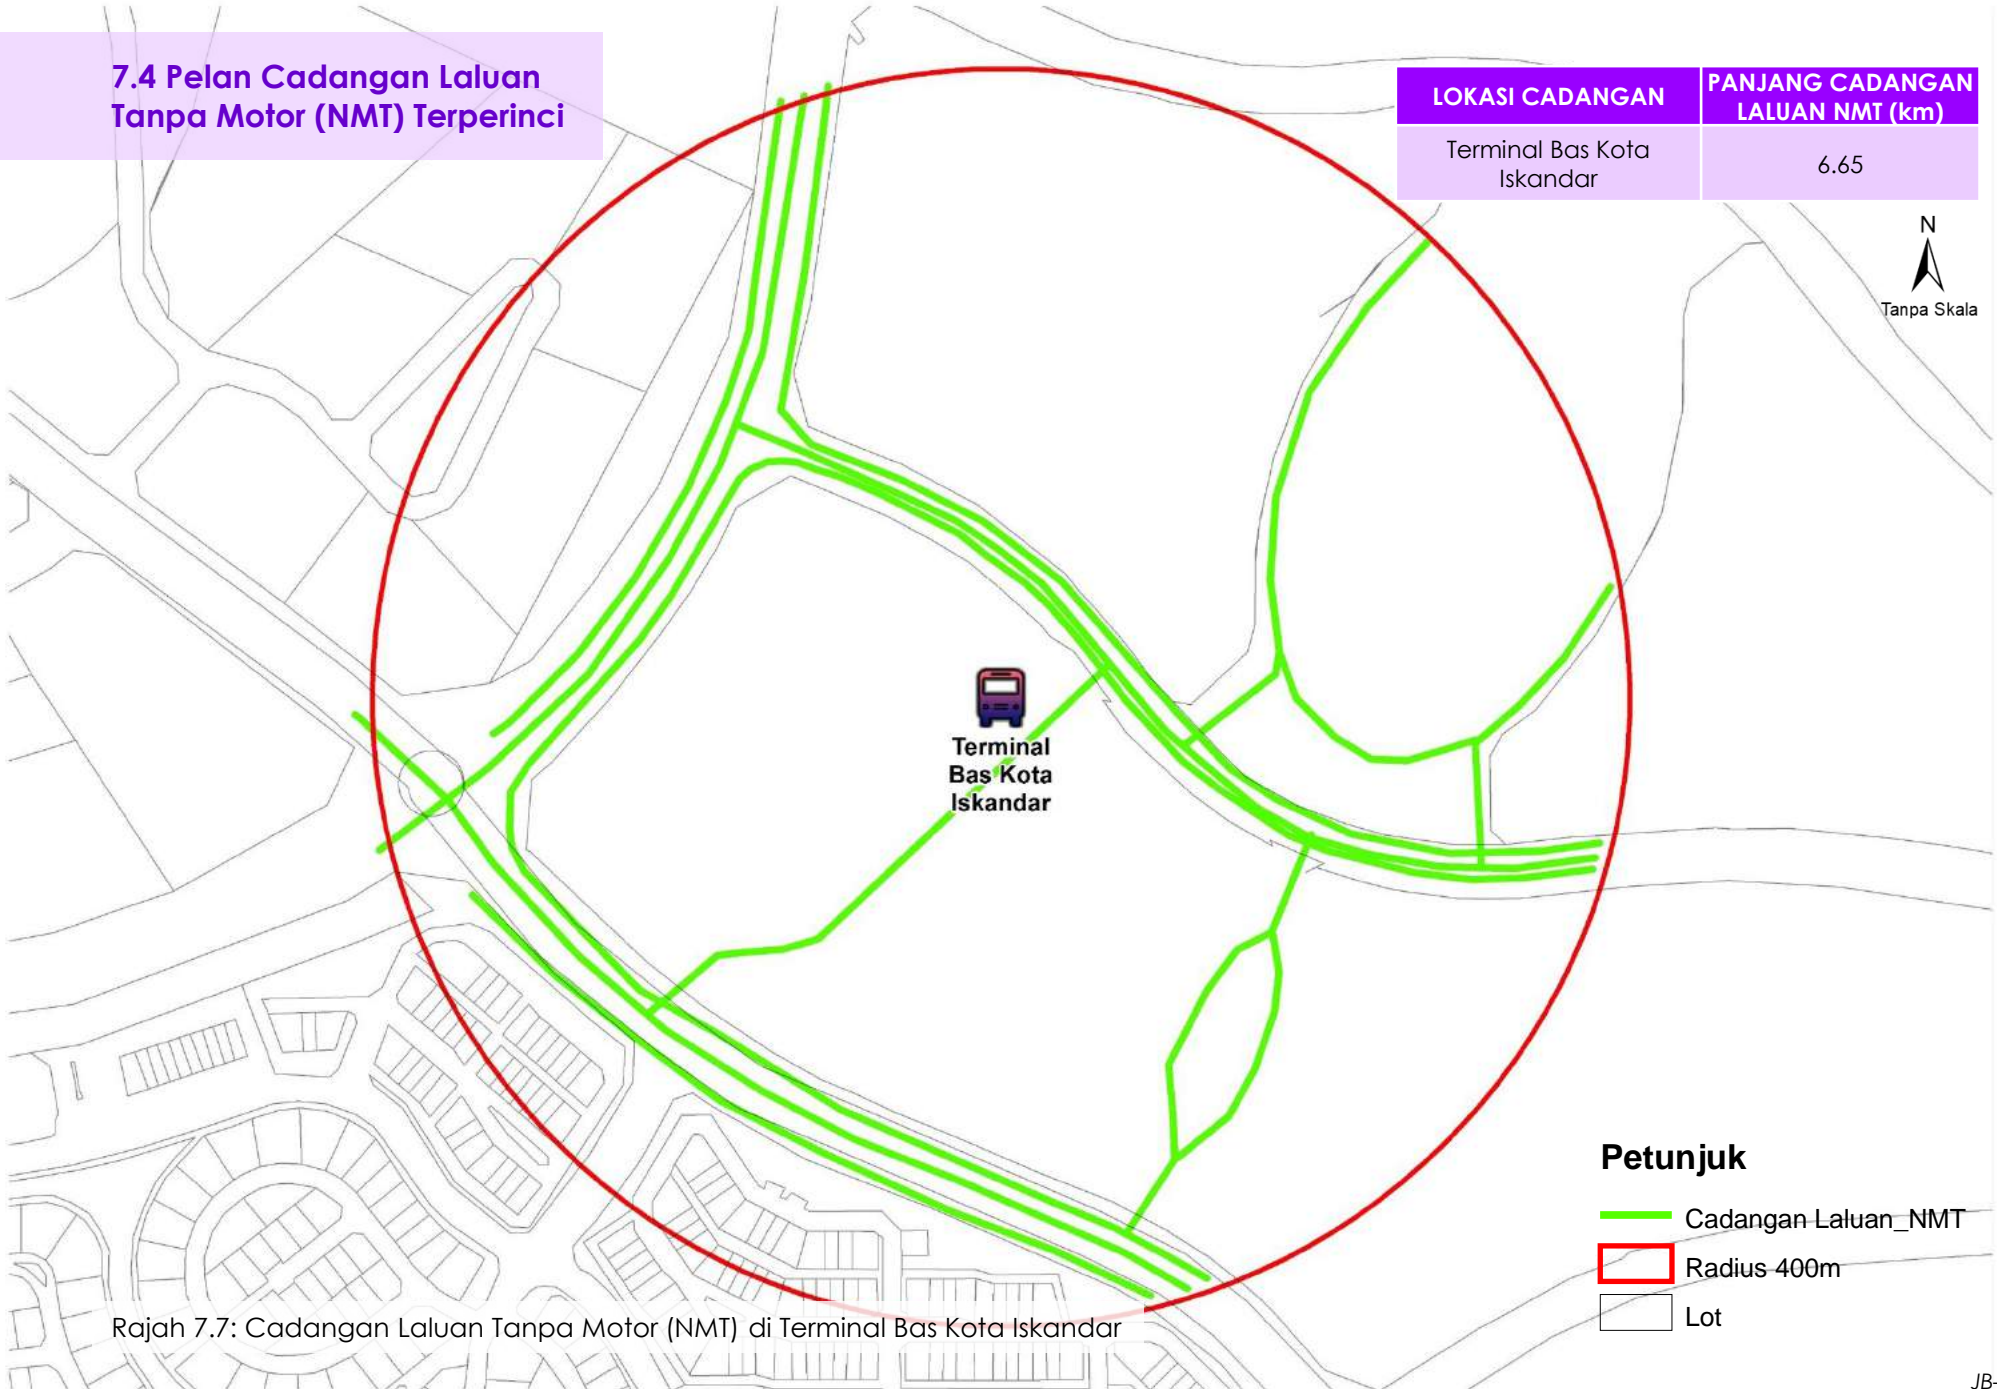 7.4 Pelan Cadangan Laluan
Tanpa Motor (NMT) Terperinci
LOKASI CADANGAN
PANJANG CADANGAN
LALUAN NMT (km)
Terminal Bas Kota
Iskandar
6.65
N
Tanpa Skala
Terminal
Bas Kota
Iskandar
Petunjuk
Cadangan Laluan_NMT
Radius 400m
Lot
Rajah 7.7: Cadangan Laluan Tanpa Motor (NMT) di Terminal Bas Kota Iskandar
JB-